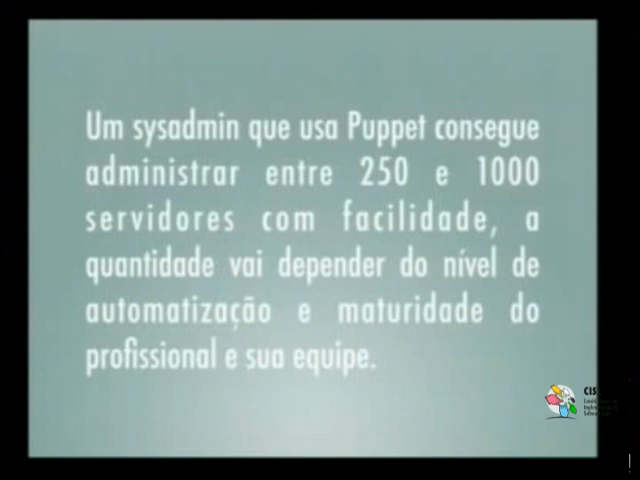 Um sysadmin que usa Puppet consegue
administrar entre 250 e 1000
servidores com facilidade, a
quantidade vai depender do nível de
automatização e maturidade do
profissional e sua equipe.